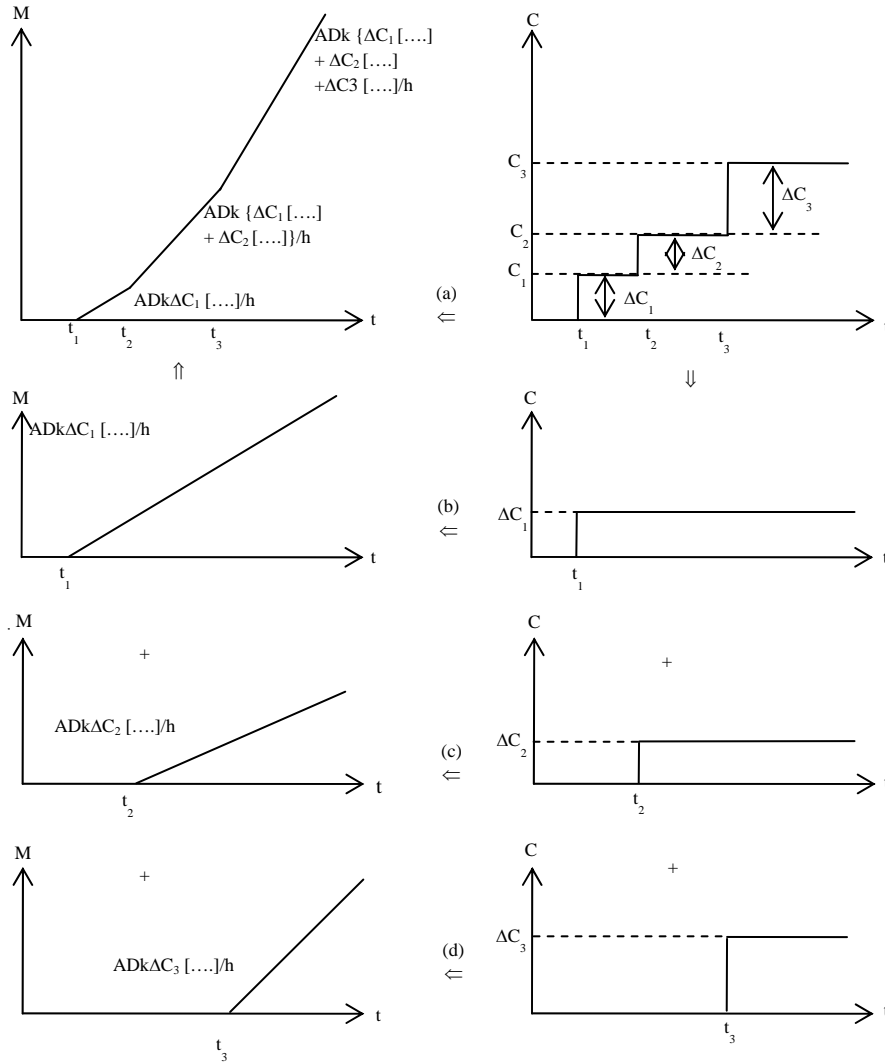 M
ADk {ΔC₁ [….]
+ ΔC₂ [….]
+ΔC3 [….]/h
ADk {ΔC₁ [….]
+ ΔC₂ [….]}/h
ADkΔC₁ [….]/h
t
t₁
t₂
t₃
(a)
⇐
C
C₃
C₂
C₁
ΔC₃
ΔC₂
ΔC₁
t₁
t₂
t₃
⇑
⇓
M
ADkΔC₁ [….]/h
t
t₁
(b)
⇐
C
ΔC₁
t
t₁
M
+
ADkΔC₂ [….]/h
t
t₂
(c)
⇐
C
+
ΔC₂
t
t₂
M
+
ADkΔC₃ [….]/h
t
t₃
(d)
⇐
C
+
ΔC₃
t
t₃